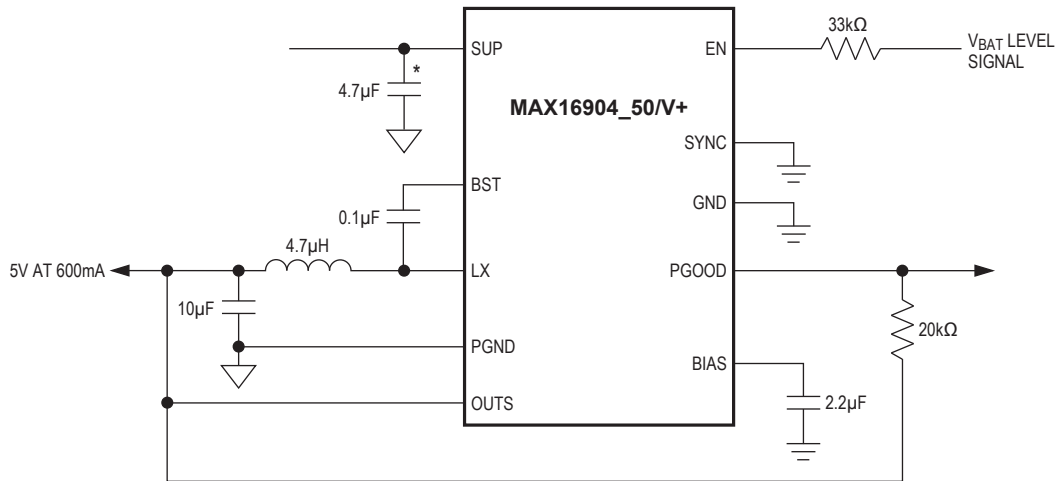 SUP
EN
33kΩ
V_BAT LEVEL
SIGNAL
*
4.7µF
MAX16904_50/V+
SYNC
BST
GND
0.1µF
4.7µH
5V AT 600mA
LX
PGOOD
10µF
20kΩ
PGND
BIAS
OUTS
2.2µF